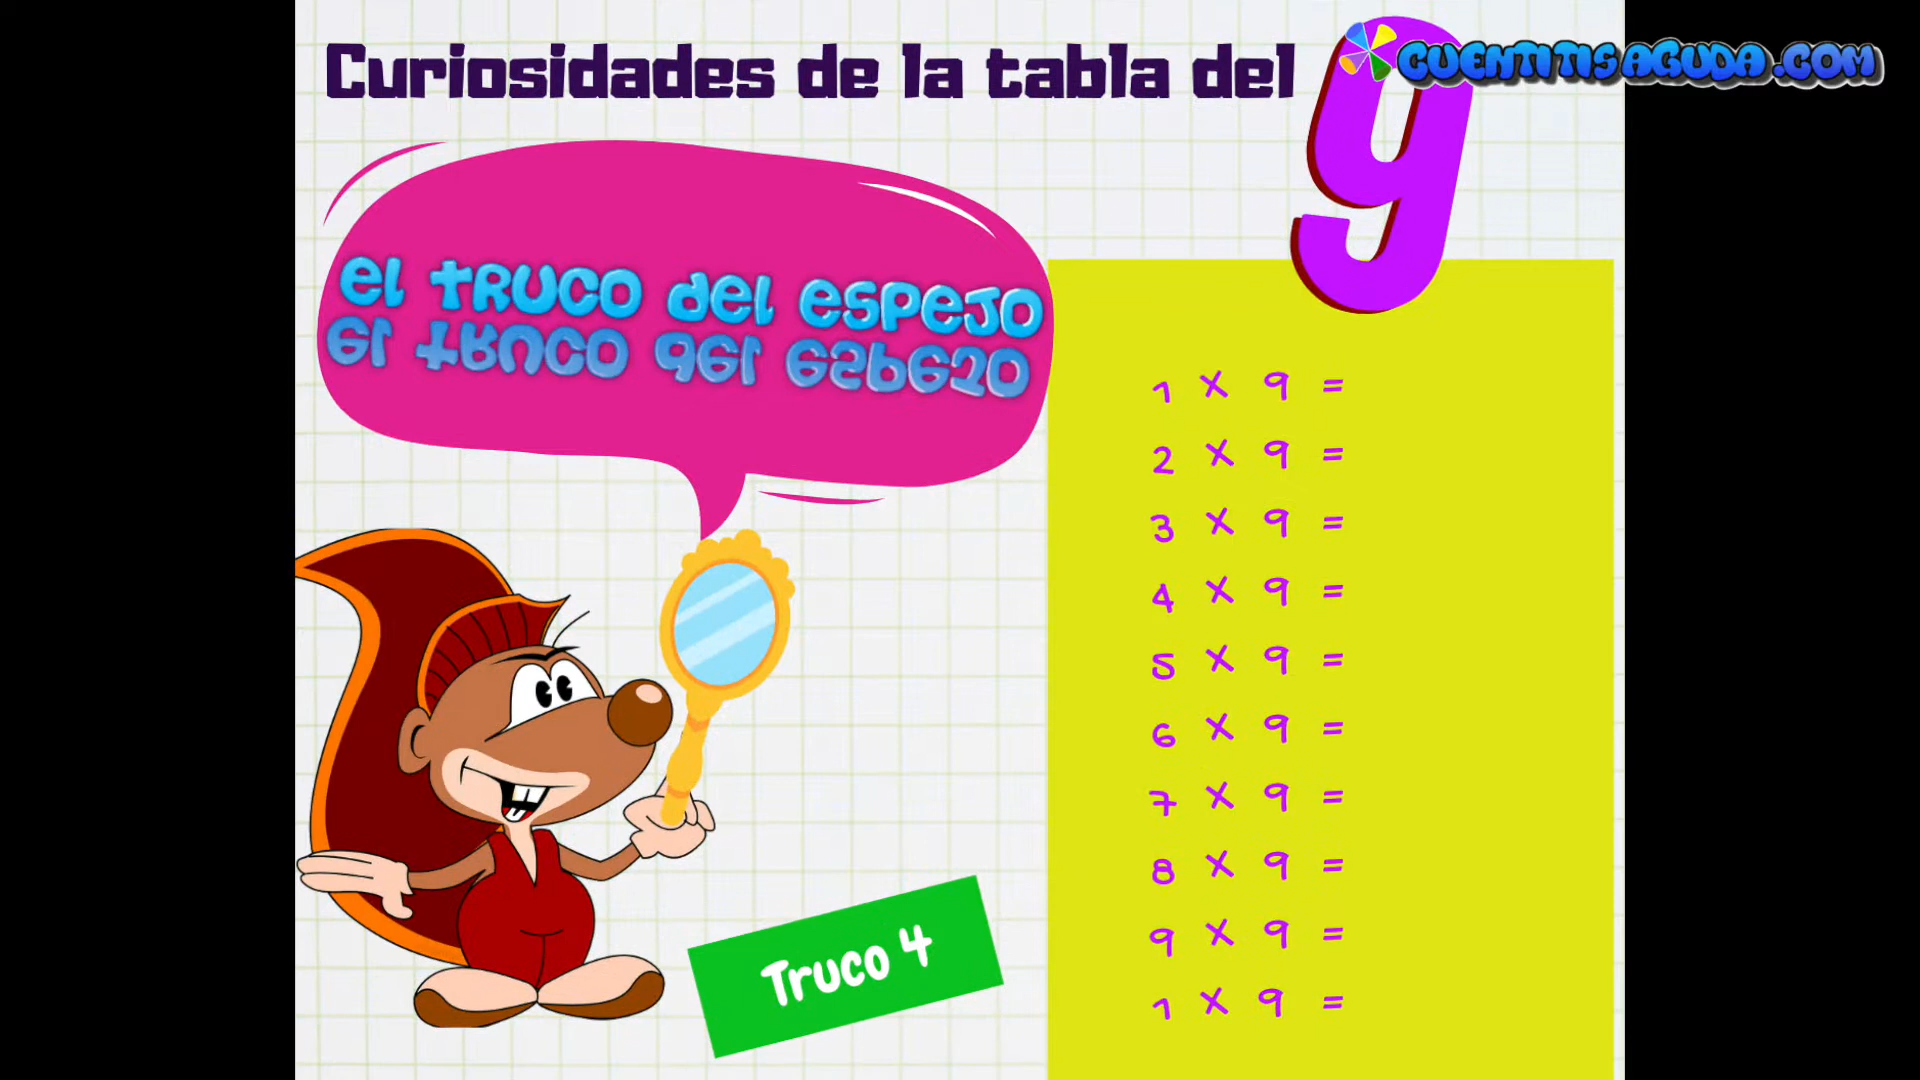 Curiosidades de la tabla del 9
CUENTITISAGUDA.COM
el truco del espejo
el truco del espejo
1 x 9 =
2 x 9 =
3 x 9 =
4 x 9 =
5 x 9 =
6 x 9 =
7 x 9 =
8 x 9 =
9 x 9 =
1 x 9 =
Truco 4